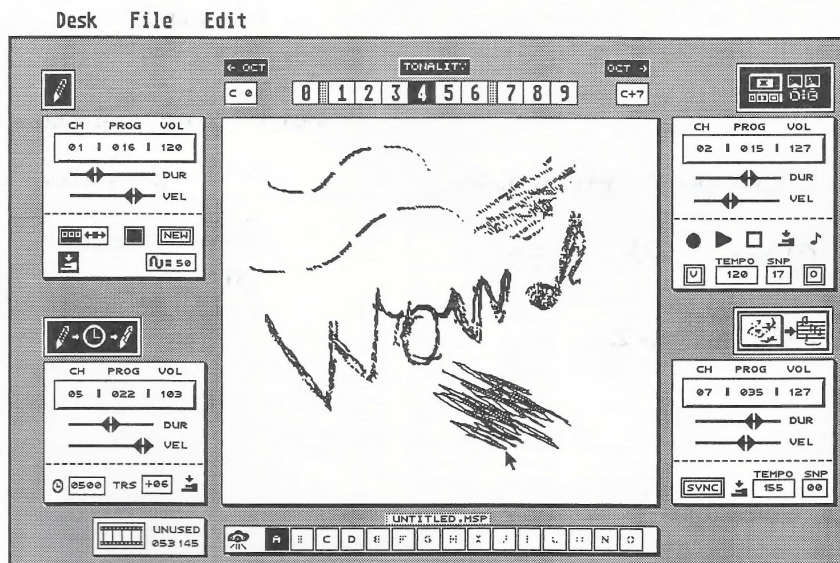 Desk File Edit
← OCT TONALITY OCT →
C 0 0 1 2 3 4 5 6 7 8 9 C+7
CH PROG VOL
01 016 120
DUR
VEL
NEW
= 50
CH PROG VOL
05 022 103
DUR
VEL
0500 TRS +06
UNUSED
053145
WOW
CH PROG VOL
02 015 127
DUR
VEL
TEMPO SNP
V 120 17 O
CH PROG VOL
07 035 127
DUR
VEL
TEMPO SNP
SYNC 155 00
UNTITLED.MSP
A B C D E F G H I J K L M N O